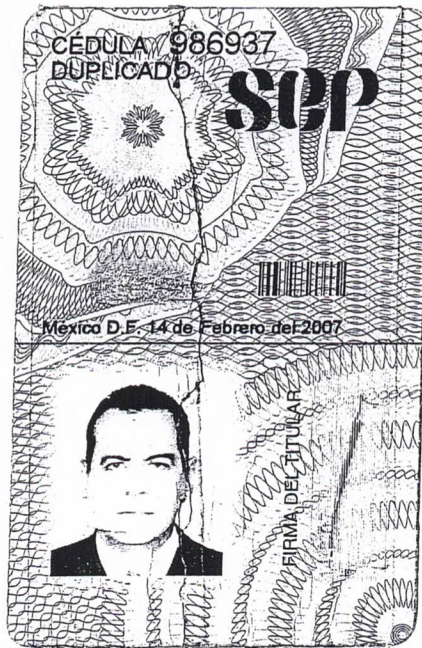 CÉDULA 986937
DUPLICADO
sep
México D.F. 14 de Febrero del 2007
FIRMA DEL TITULAR